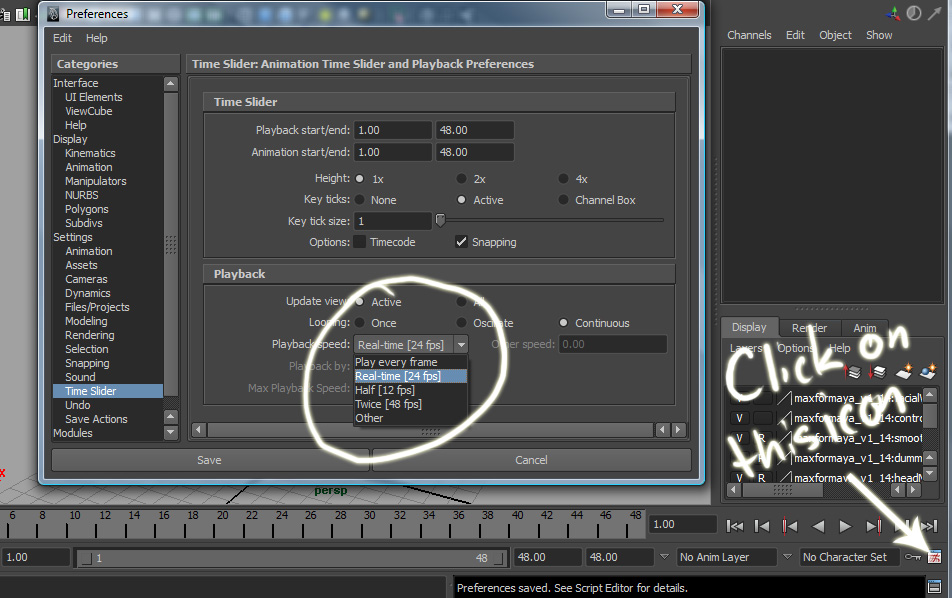 Preferences
Edit Help
Categories
Interface
UI Elements
ViewCube
Help
Display
Kinematics
Animation
Manipulators
NURBS
Polygons
Subdivs
Settings
Animation
Assets
Cameras
Dynamics
Files/Projects
Modeling
Rendering
Selection
Snapping
Sound
Time Slider
Undo
Save Actions
Modules
Time Slider: Animation Time Slider and Playback Preferences
Time Slider
Playback start/end: 1.00 48.00
Animation start/end: 1.00 48.00
Height: 1x 2x 4x
Key ticks: None Active Channel Box
Key tick size: 1
Options: Timecode Snapping
Playback
Update view: Active
Looping: Once Oscillate Continuous
Playback speed: Real-time [24 fps] Other speed: 0.00
Play every frame
Real-time [24 fps]
Half [12 fps]
Twice [48 fps]
Other
Playback by:
Max Playback Speed:
Save Cancel
Channels Edit Object Show
Display Render Anim
Layers Options Help
maxformaya_v1_14:facialW
V maxformaya_v1_14:contro
V R maxformaya_v1_14:smoot
maxformaya_v1_14:dumm
V R maxformaya_v1_14:headM
Click on
this icon
persp
6 8 10 12 14 16 18 20 22 24 26 28 30 32 34 36 38 40 42 44 46 48 1.00
1.00 1 48 48.00 48.00 No Anim Layer No Character Set
Preferences saved. See Script Editor for details.